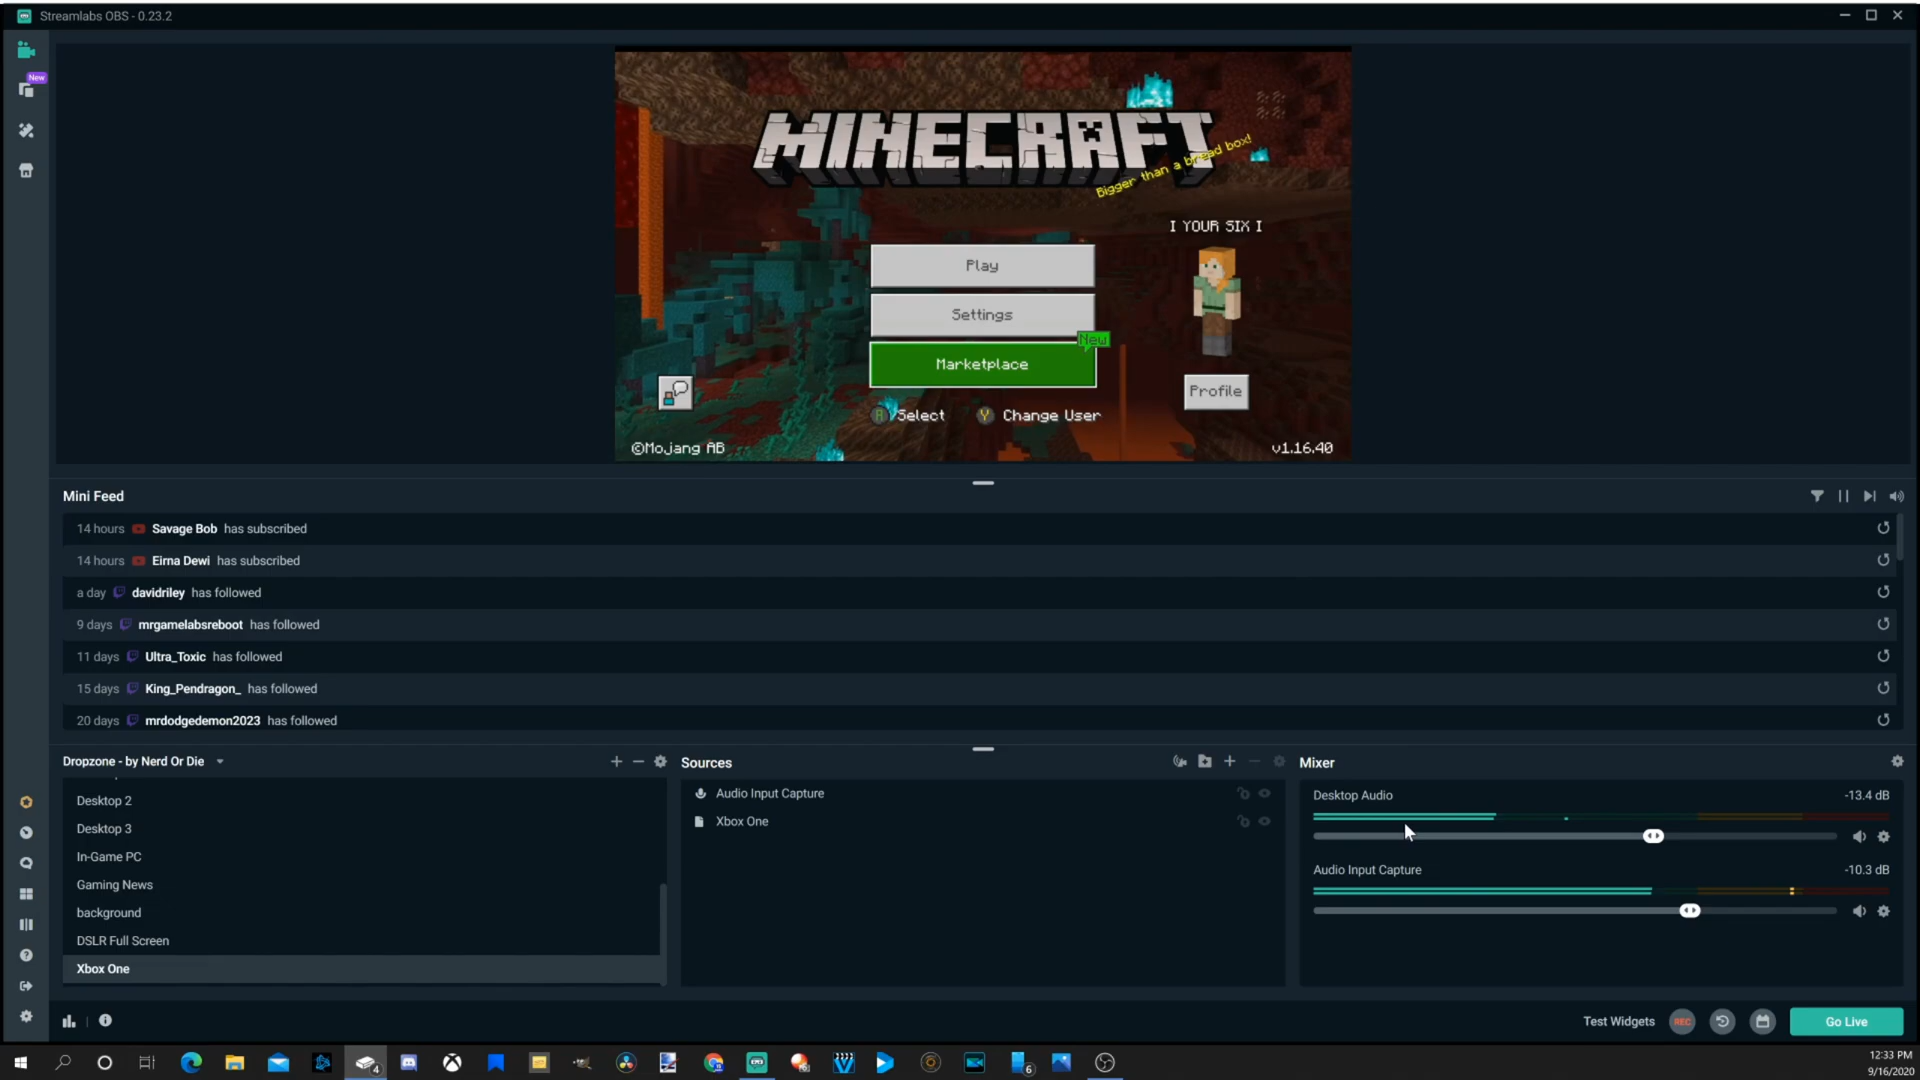 Streamlabs OBS - 0.23.2
New
MINECRAFT
Bigger than a bread box!
I YOUR SIX I
Play
Settings
New
Marketplace
Profile
A Select
Y Change User
©Mojang AB
v1.16.40
Mini Feed
14 hours Savage Bob has subscribed
14 hours Eirna Dewi has subscribed
a day davidriley has followed
9 days mrgamelabsreboot has followed
11 days Ultra_Toxic has followed
15 days King_Pendragon_ has followed
20 days mrdodgedemon2023 has followed
Dropzone - by Nerd Or Die
Desktop 2
Desktop 3
In-Game PC
Gaming News
background
DSLR Full Screen
Xbox One
Sources
Audio Input Capture
Xbox One
Mixer
Desktop Audio -13.4 dB
Audio Input Capture -10.3 dB
Test Widgets
REC
Go Live
4
6
12:33 PM
9/16/2020